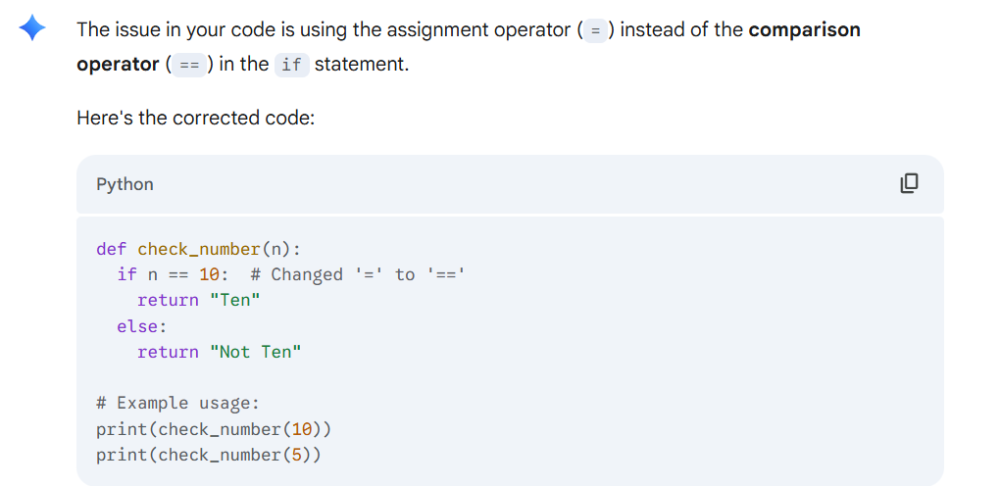 The issue in your code is using the assignment operator ( = ) instead of the comparison
operator ( == ) in the if statement.
Here's the corrected code:
Python
def check_number(n):
  if n == 10:  # Changed '=' to '=='
    return "Ten"
  else:
    return "Not Ten"
# Example usage:
print(check_number(10))
print(check_number(5))